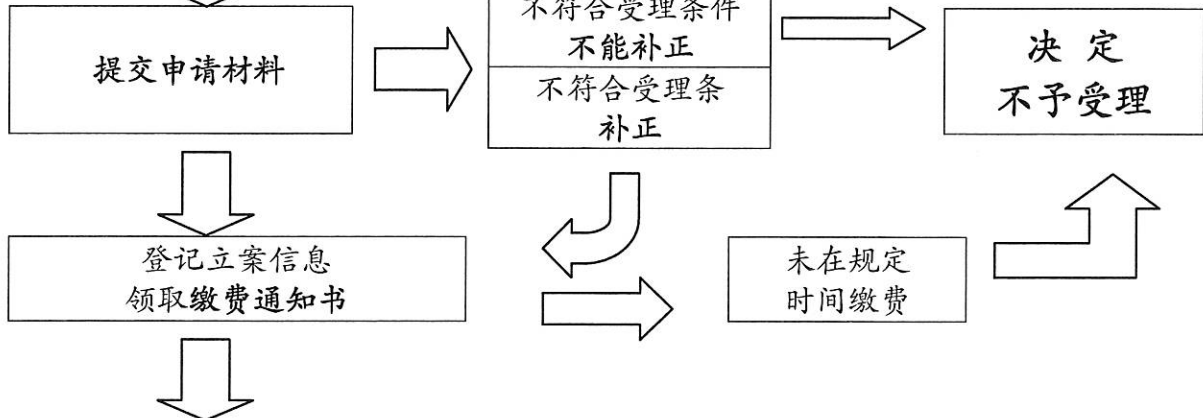 不符合受理条件
不能补正
提交申请材料
不符合受理条
补正
决 定
不予受理
登记立案信息
领取缴费通知书
未在规定
时间缴费